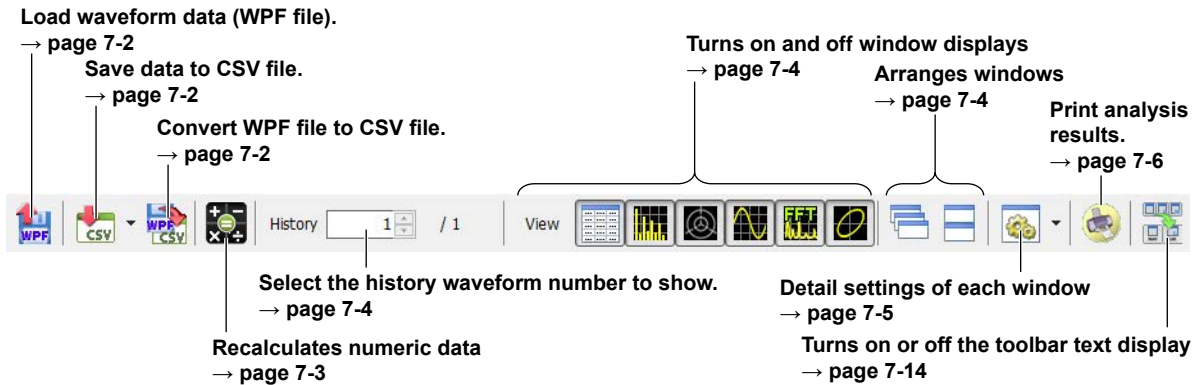 Load waveform data (WPF file).
→ page 7-2
Save data to CSV file.
→ page 7-2
Convert WPF file to CSV file.
→ page 7-2
Turns on and off window displays
→ page 7-4
Arranges windows
→ page 7-4
Print analysis
results.
→ page 7-6
WPF
CSV
WPF
CSV
History 1 / 1
View
FFT
Select the history waveform number to show.
→ page 7-4
Recalculates numeric data
→ page 7-3
Detail settings of each window
→ page 7-5
Turns on or off the toolbar text display
→ page 7-14